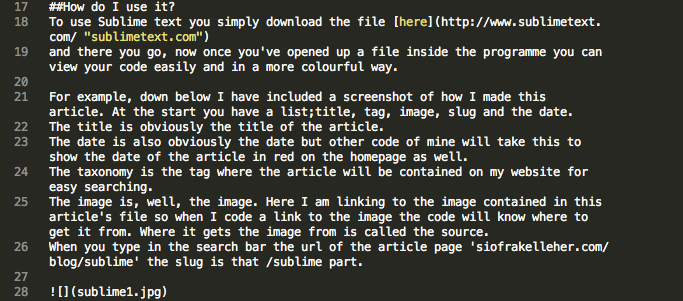 17 ##How do I use it?
18 To use Sublime text you simply download the file [here](http://www.sublimetext.
com/ "sublimetext.com")
19 and there you go, now once you've opened up a file inside the programme you can
view your code easily and in a more colourful way.
20
21 For example, down below I have included a screenshot of how I made this
article. At the start you have a list;title, tag, image, slug and the date.
22 The title is obviously the title of the article.
23 The date is also obviously the date but other code of mine will take this to
show the date of the article in red on the homepage as well.
24 The taxonomy is the tag where the article will be contained on my website for
easy searching.
25 The image is, well, the image. Here I am linking to the image contained in this
article's file so when I code a link to the image the code will know where to
get it from. Where it gets the image from is called the source.
26 When you type in the search bar the url of the article page 'siofrakelleher.com/
blog/sublime' the slug is that /sublime part.
27
28 ![](sublime1.jpg)